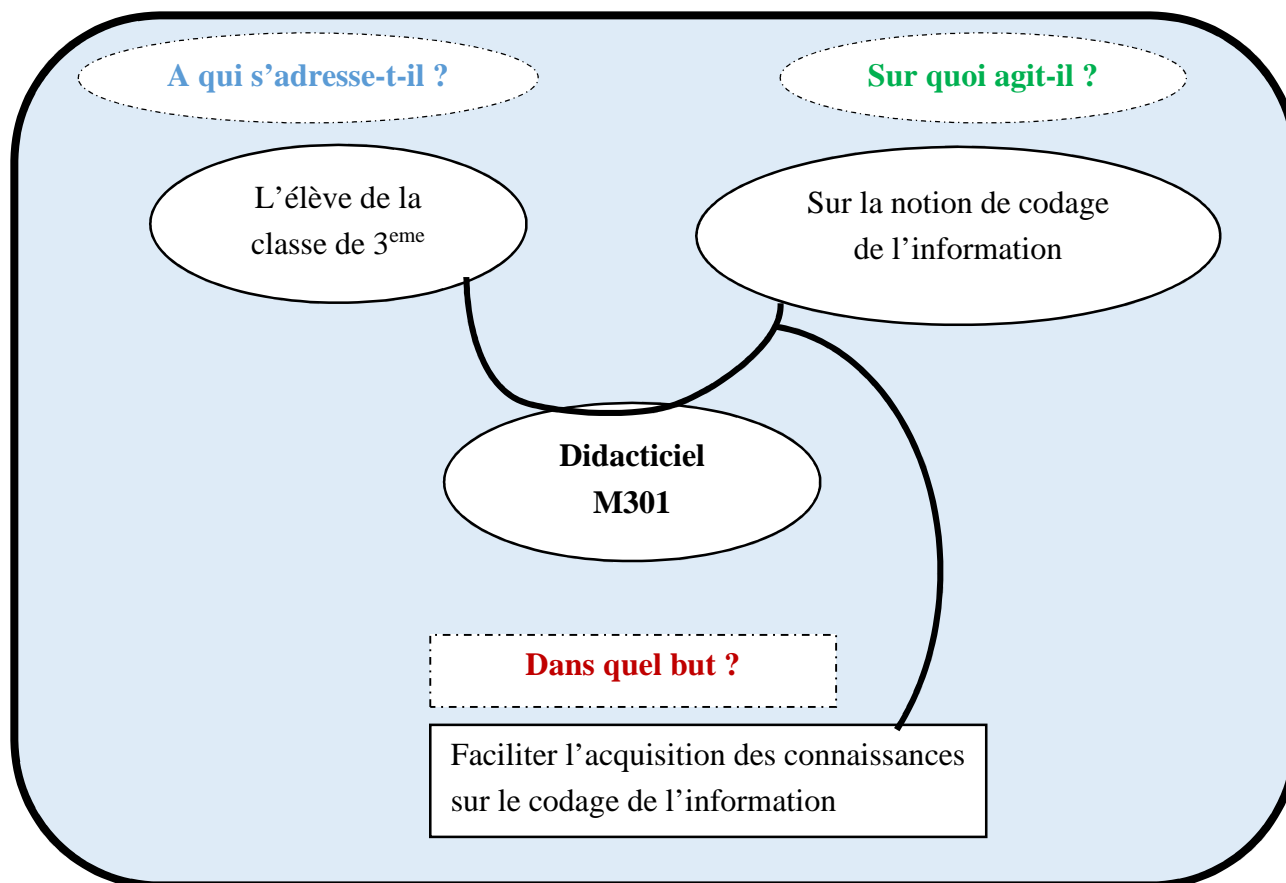 A qui s’adresse-t-il ?
Sur quoi agit-il ?
L’élève de la
classe de 3eme
Sur la notion de codage
de l’information
Didacticiel
M301
Dans quel but ?
Faciliter l’acquisition des connaissances
sur le codage de l’information